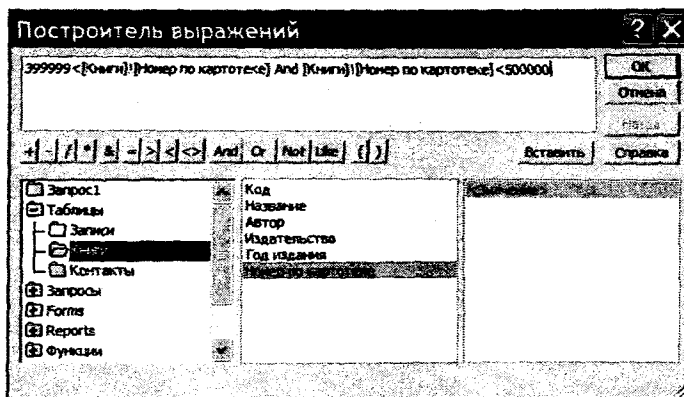 Построитель выражений
399999<[Книги]![Номер по картотеке] And [Книги]![Номер по картотеке]<500000
ОК
Отмена
Назад
+ - / * & = > < <> And Or Not Like ( )
Вставить
Справка
Запрос1
Таблицы
Записи
Книги
Контакты
Запросы
Forms
Reports
Функции
Код
Название
Автор
Издательство
Год издания
Номер по картотеке
<Значение>